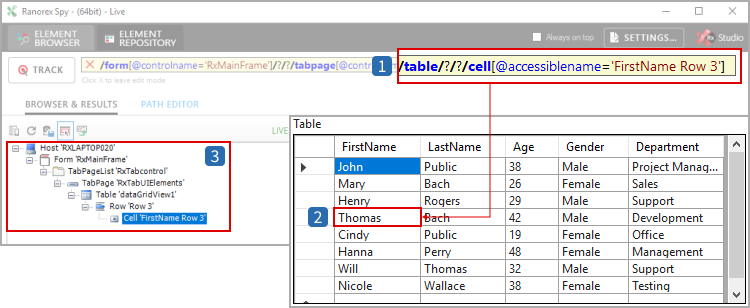 Ranorex Spy - (64bit) - Live
ELEMENT BROWSER
ELEMENT REPOSITORY
Always on top
SETTINGS...
Studio
TRACK
/form[@controlname='RxMainFrame']/?/?/tabpage[@contro
1
/table/?/?/cell[@accessiblename='FirstName Row 3']
Click X to leave edit mode
BROWSER & RESULTS
PATH EDITOR
LIVE
3
Host 'RXLAPTOP020'
Form 'RxMainFrame'
TabPageList 'RxTabcontrol'
TabPage 'RxTabUIElements'
Table 'dataGridView1'
Row 'Row 3'
Cell 'FirstName Row 3'
Table
FirstName LastName Age Gender Department
John Public 38 Male Project Manag...
Mary Bach 26 Female Sales
Henry Rogers 29 Male Support
2
Thomas Bach 42 Male Development
Cindy Public 19 Female Office
Hanna Perry 48 Female Management
Will Thomas 32 Male Support
Nicole Wallace 38 Female Testing